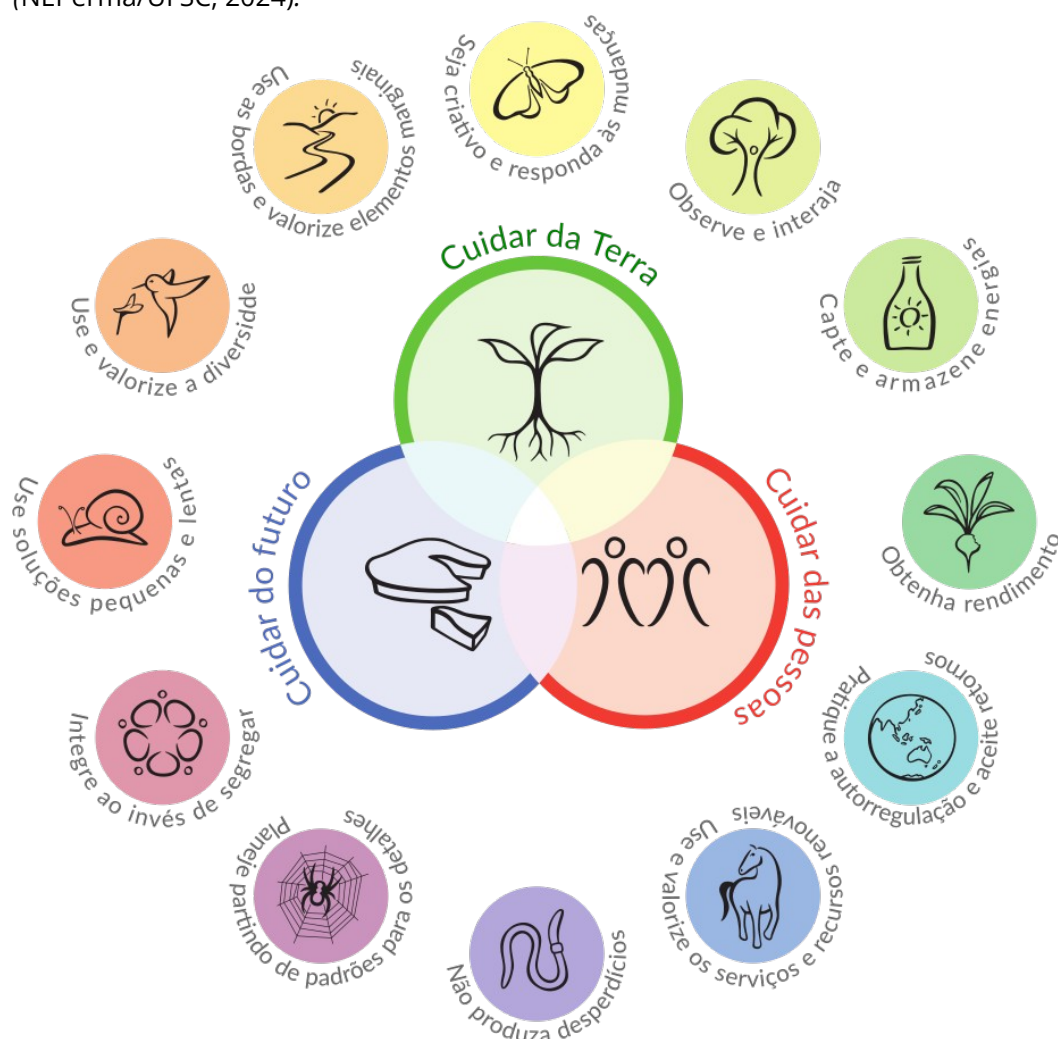 (NEPerma/UFSC, 2024).
Seja criativo e responda às mudanças
Observe e interaja
Capte e armazene energias
Obtenha rendimento
Pratique a autorregulação e aceite retornos
Use e valorize os serviços e recursos renováveis
Não produza desperdícios
Planeje partindo de padrões para os detalhes
Integre ao invés de segregar
Use soluções pequenas e lentas
Use e valorize a diversidde
Use as bordas e valorize elementos marginais
Cuidar da Terra
Cuidar das pessoas
Cuidar do futuro